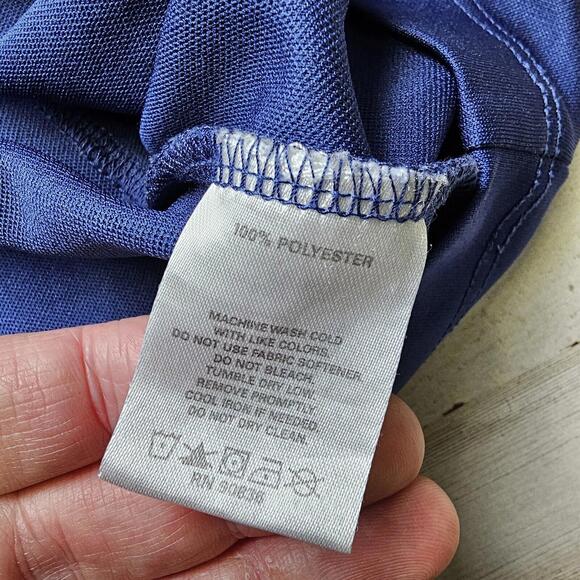 100% POLYESTER
MACHINE WASH COLD
WITH LIKE COLORS.
DO NOT USE FABRIC SOFTENER.
DO NOT BLEACH.
TUMBLE DRY LOW.
REMOVE PROMPTLY.
COOL IRON IF NEEDED.
DO NOT DRY CLEAN.
RN 90836